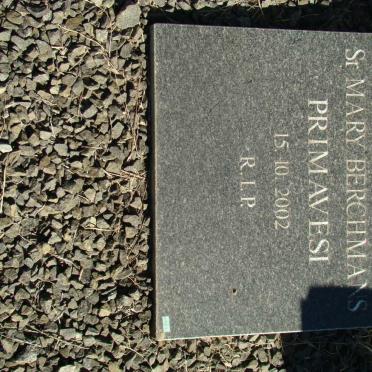 Sr. MARY BERCHMANS
PRIMAVESI
15.10.2002
R.I.P.